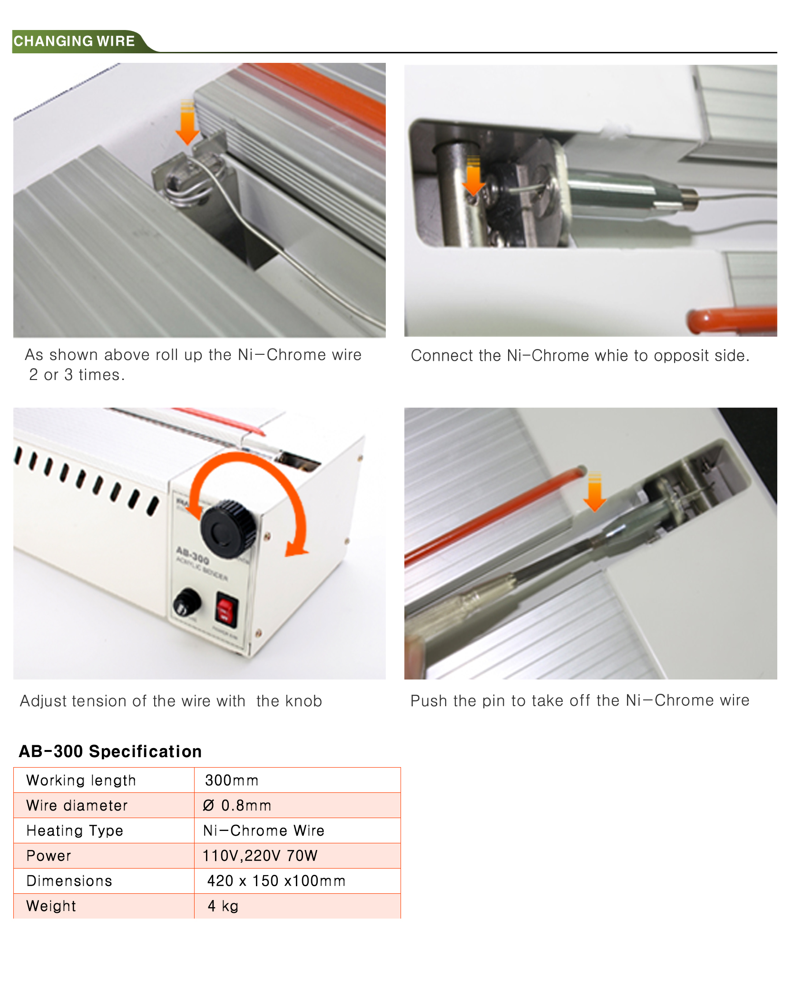 CHANGING WIRE
As shown above roll up the Ni-Chrome wire
2 or 3 times.
Connect the Ni-Chrome whie to opposit side.
AB-300
ACRYLIC BENDER
Adjust tension of the wire with the knob
Push the pin to take off the Ni-Chrome wire
AB-300 Specification
Working length 300mm
Wire diameter Ø 0.8mm
Heating Type Ni-Chrome Wire
Power 110V,220V 70W
Dimensions 420 x 150 x100mm
Weight 4 kg